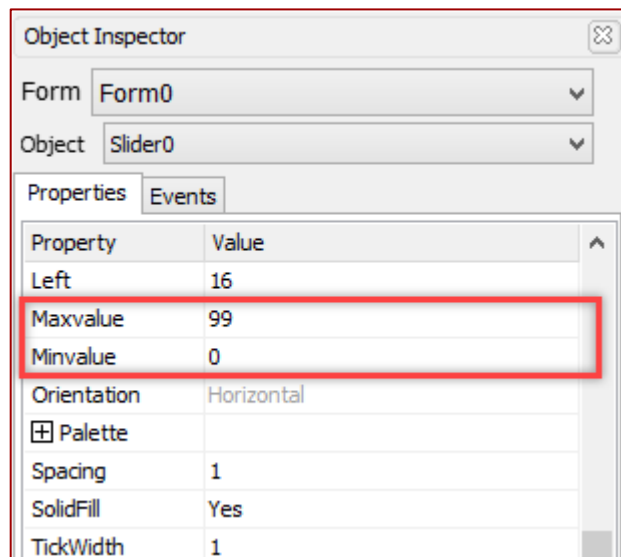 Object Inspector
Form Form0
Object Slider0
Properties Events
Property Value
Left 16
Maxvalue 99
Minvalue 0
Orientation Horizontal
Palette
Spacing 1
SolidFill Yes
TickWidth 1